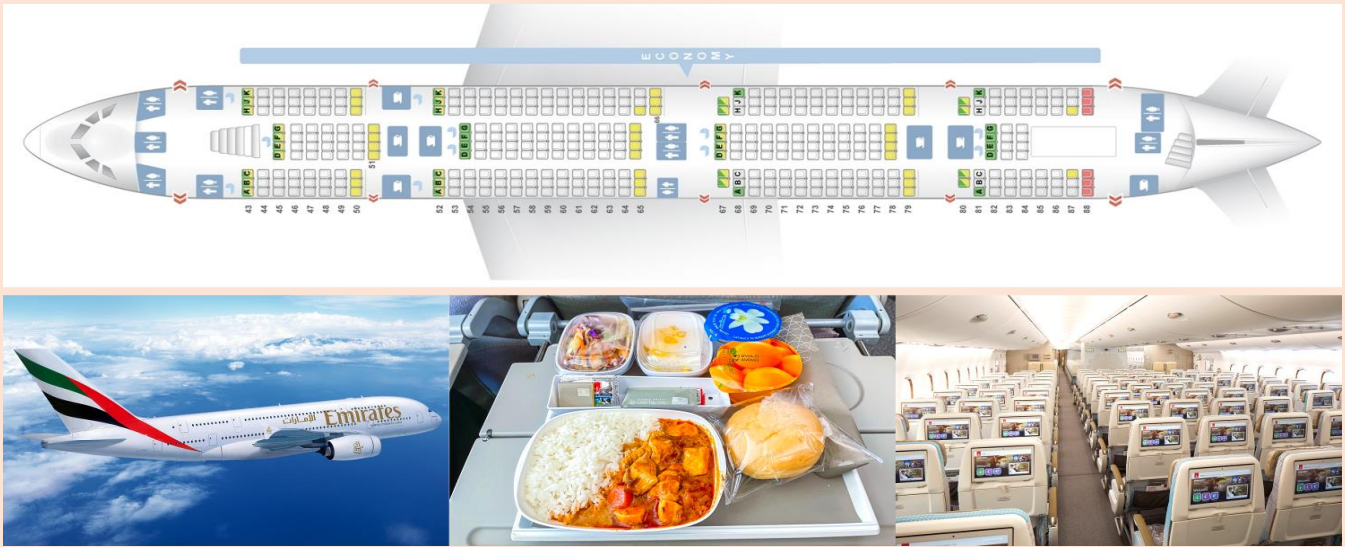 ECONOMY
HJK HJK HJK HJK
66
DEFG DEFG DEFG DEFG
51
ABC ABC ABC ABC
43 44 45 46 47 48 49 50 52 53 54 55 56 57 58 59 60 61 62 63 64 65 67 68 69 70 71 72 73 74 75 76 77 78 79 80 81 82 83 84 85 86 87 88
الإمارات Emirates